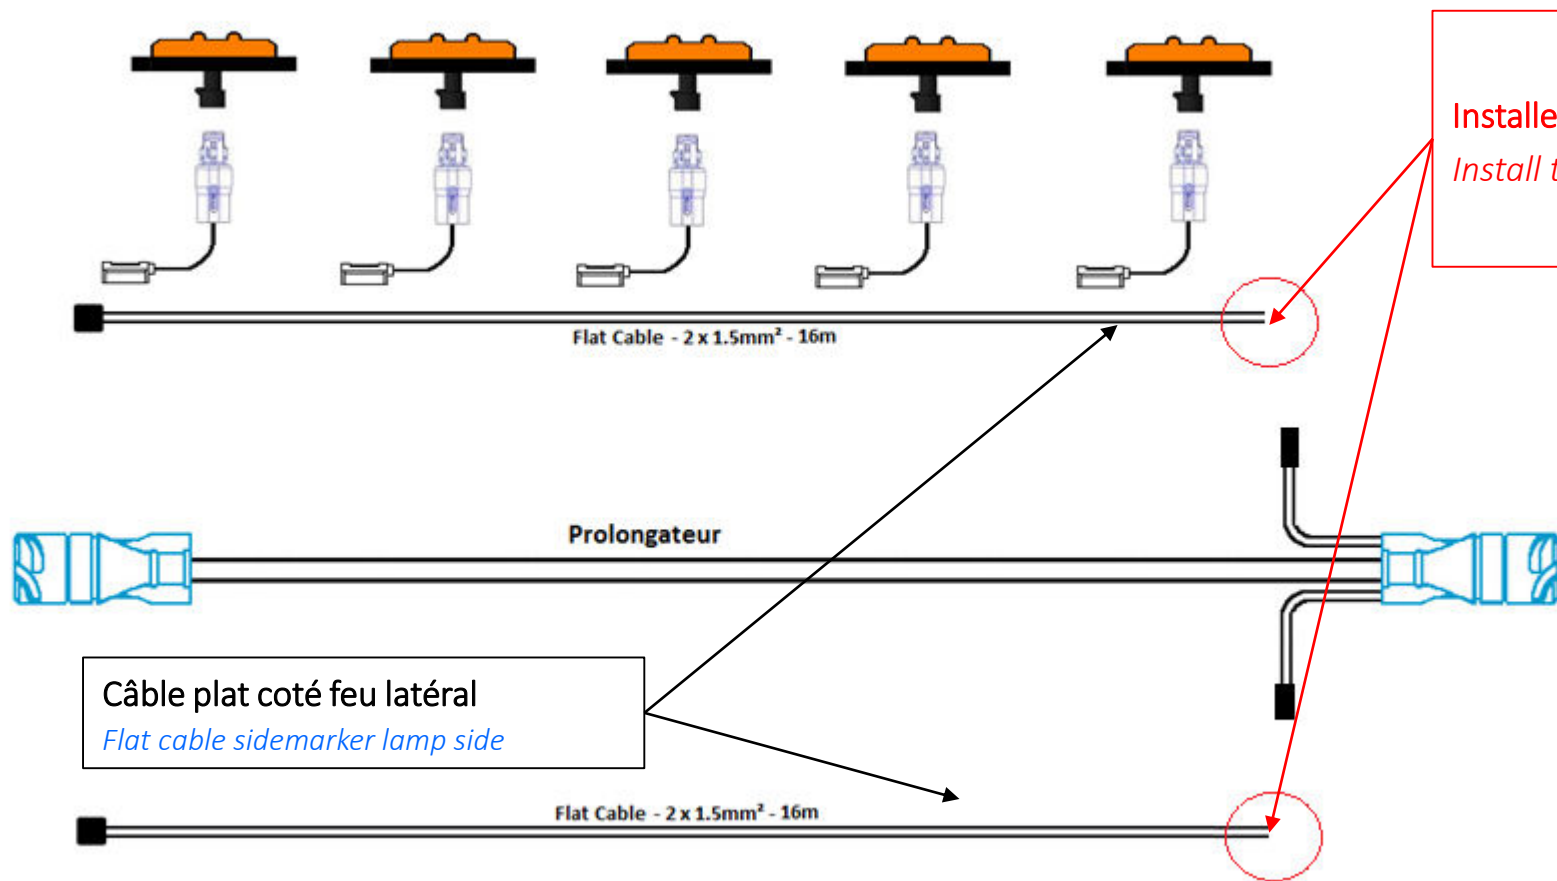 Installe
Install t
Flat Cable - 2 x 1.5mm² - 16m
Prolongateur
Câble plat coté feu latéral
Flat cable sidemarker lamp side
Flat Cable - 2 x 1.5mm² - 16m